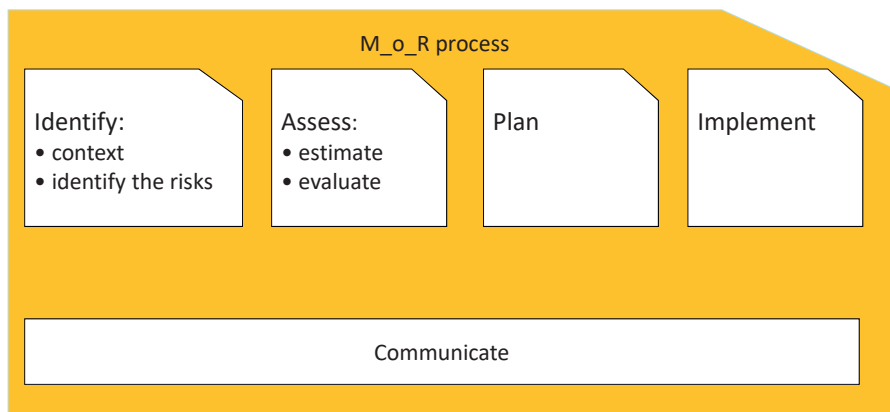 M_o_R process
Identify:
• context
• identify the risks
Assess:
• estimate
• evaluate
Plan
Implement
Communicate